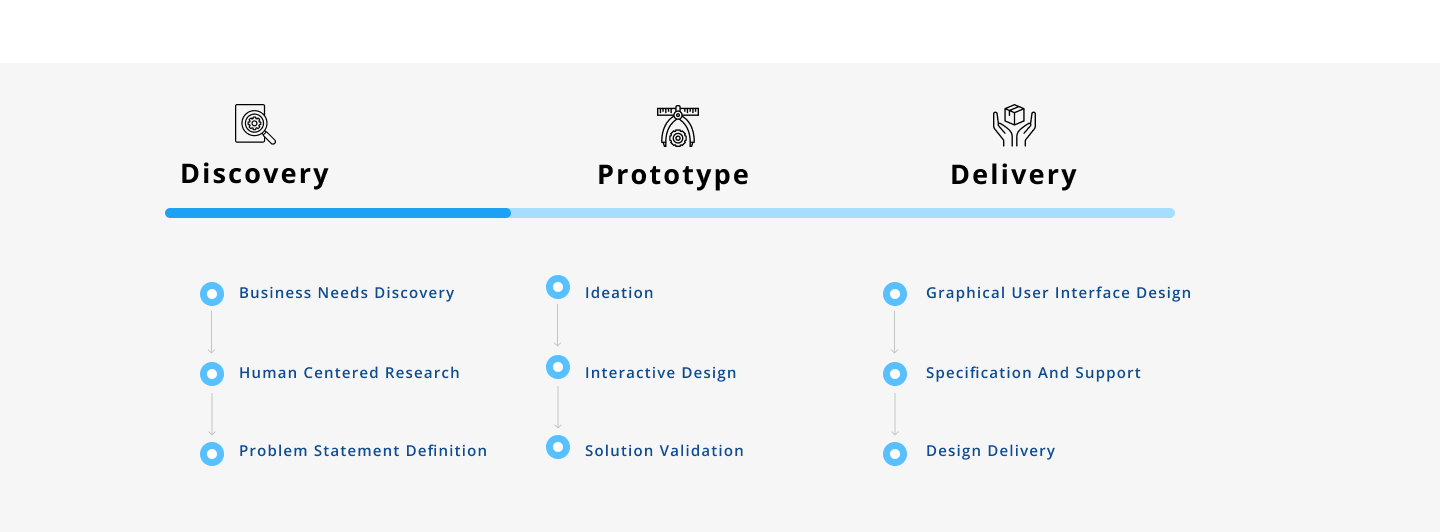 Discovery
Prototype
Delivery
Business Needs Discovery
Human Centered Research
Problem Statement Definition
Ideation
Interactive Design
Solution Validation
Graphical User Interface Design
Specification And Support
Design Delivery